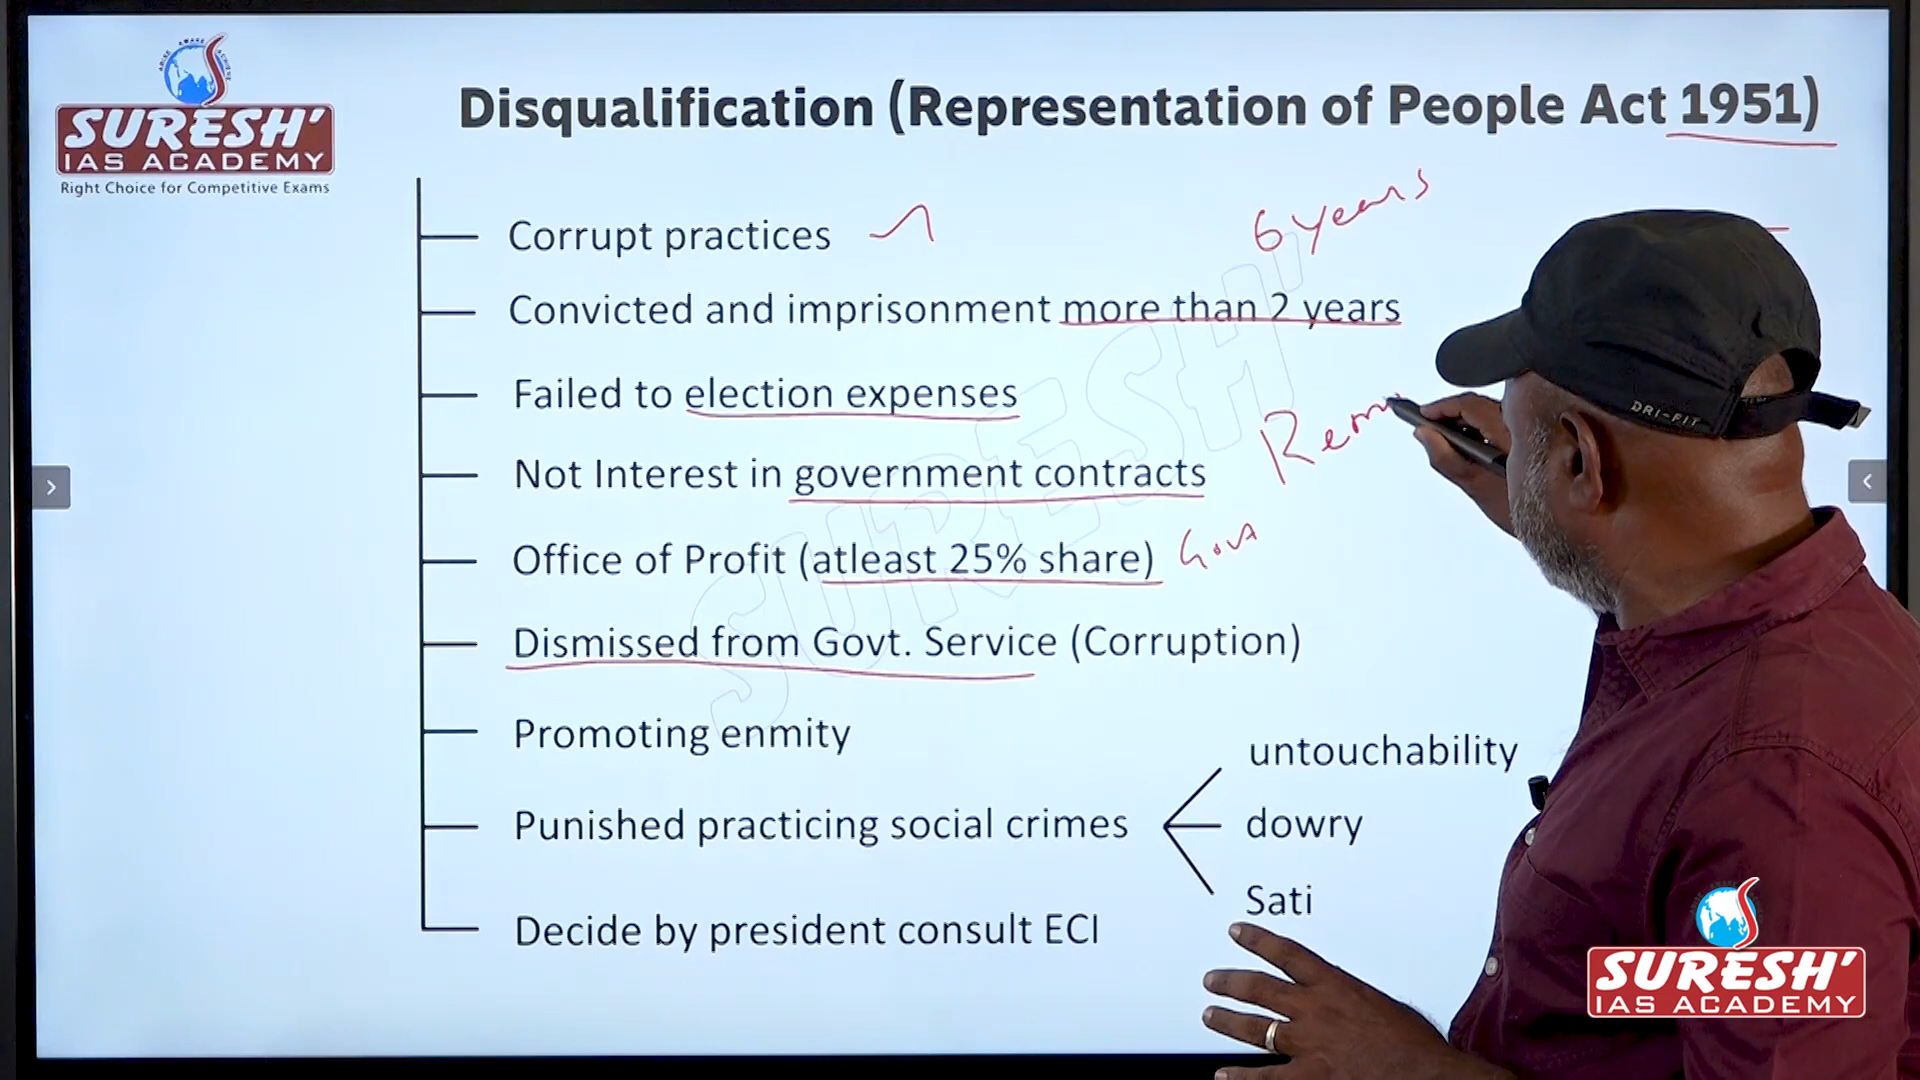 SURESH'
IAS ACADEMY
Right Choice for Competitive Exams
Disqualification (Representation of People Act 1951)
Corrupt practices
6 years
Convicted and imprisonment more than 2 years
Failed to election expenses
Not Interest in government contracts
Office of Profit (atleast 25% share) Govt
Dismissed from Govt. Service (Corruption)
Promoting enmity
Punished practicing social crimes
untouchability
dowry
Sati
Decide by president consult ECI
SURESH'
DRI-FIT
SURESH'
IAS ACADEMY